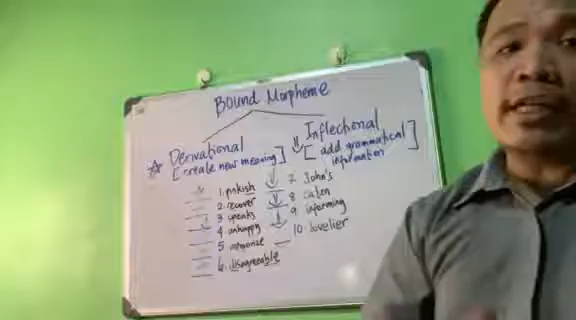 Bound Morpheme
Derivational
[create new meaning]
1. pinkish
2. recover
3 speaks
4 unhappy
5
6. disagreeable
Inflectional
[add grammatical
information]
7. John's
8 eaten
9 informing
10. lovelier